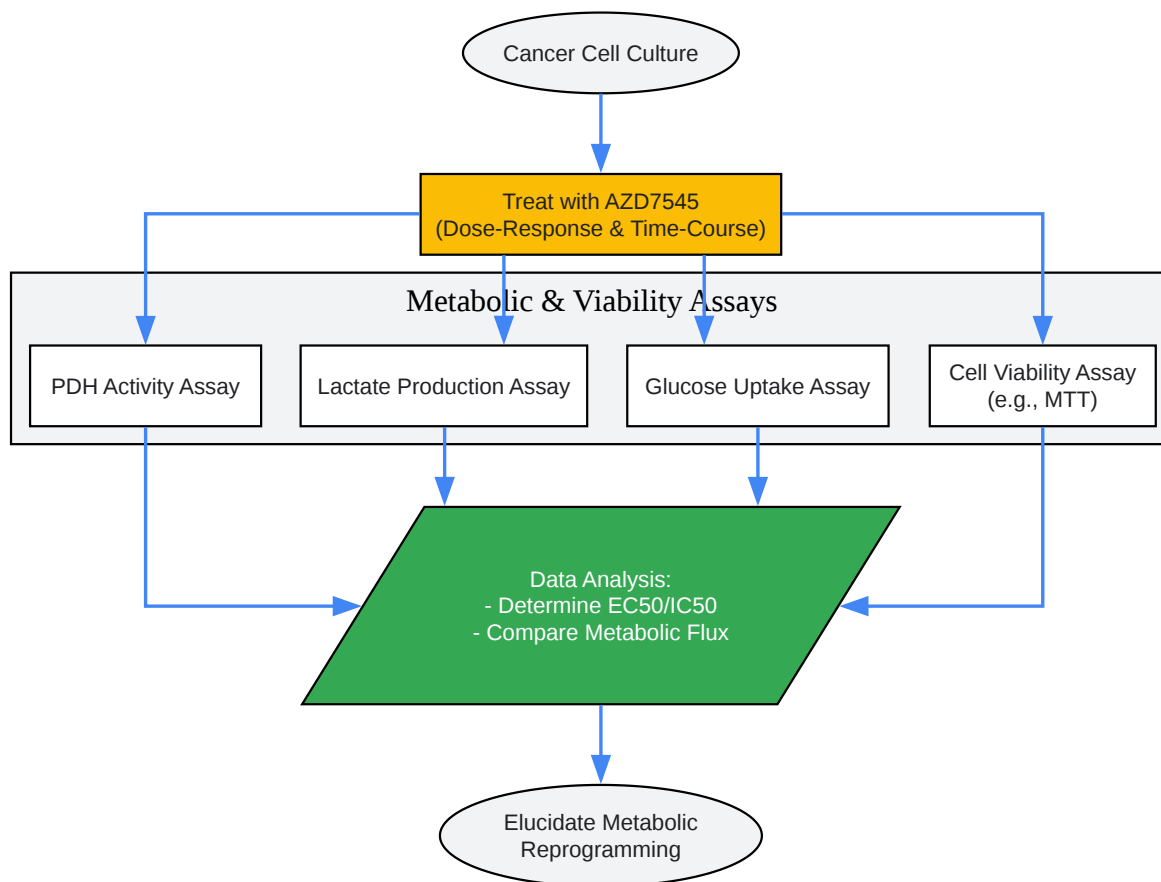 Cancer Cell Culture
Treat with AZD7545
(Dose-Response & Time-Course)
Metabolic & Viability Assays
PDH Activity Assay
Lactate Production Assay
Glucose Uptake Assay
Cell Viability Assay
(e.g., MTT)
Data Analysis:
- Determine EC50/IC50
- Compare Metabolic Flux
Elucidate Metabolic
Reprogramming